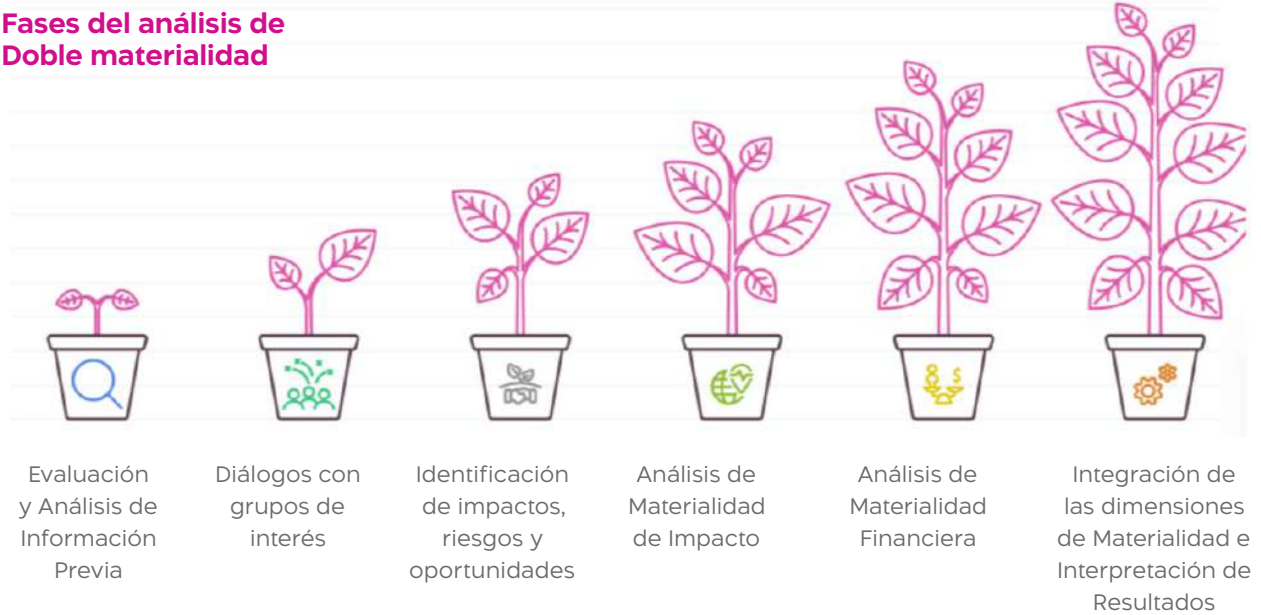 Fases del análisis de
Doble materialidad
Evaluación
y Análisis de
Información
Previa
Diálogos con
grupos de
interés
Identificación
de impactos,
riesgos y
oportunidades
Análisis de
Materialidad
de Impacto
Análisis de
Materialidad
Financiera
Integración de
las dimensiones
de Materialidad e
Interpretación de
Resultados